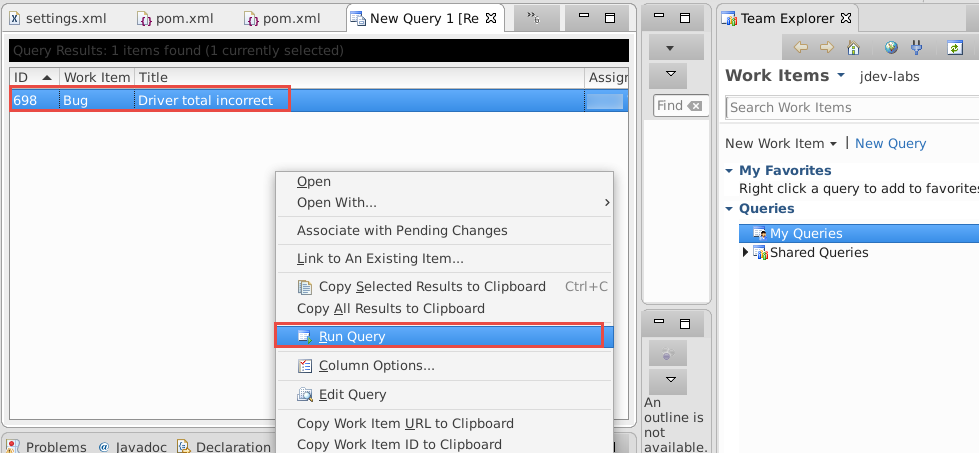 settings.xml
pom.xml
pom.xml
New Query 1 [Re
»6
Query Results: 1 items found (1 currently selected)
ID Work Item Title Assign
698 Bug Driver total incorrect
Open
Open With...
Associate with Pending Changes
Link to An Existing Item...
Copy Selected Results to Clipboard Ctrl+C
Copy All Results to Clipboard
Run Query
Column Options...
Edit Query
Copy Work Item URL to Clipboard
Copy Work Item ID to Clipboard
Problems @ Javadoc Declaration
Find
An
outline is
not
available.
Team Explorer
Work Items jdev-labs
Search Work Items
New Work Item | New Query
My Favorites
Right click a query to add to favorites
Queries
My Queries
Shared Queries